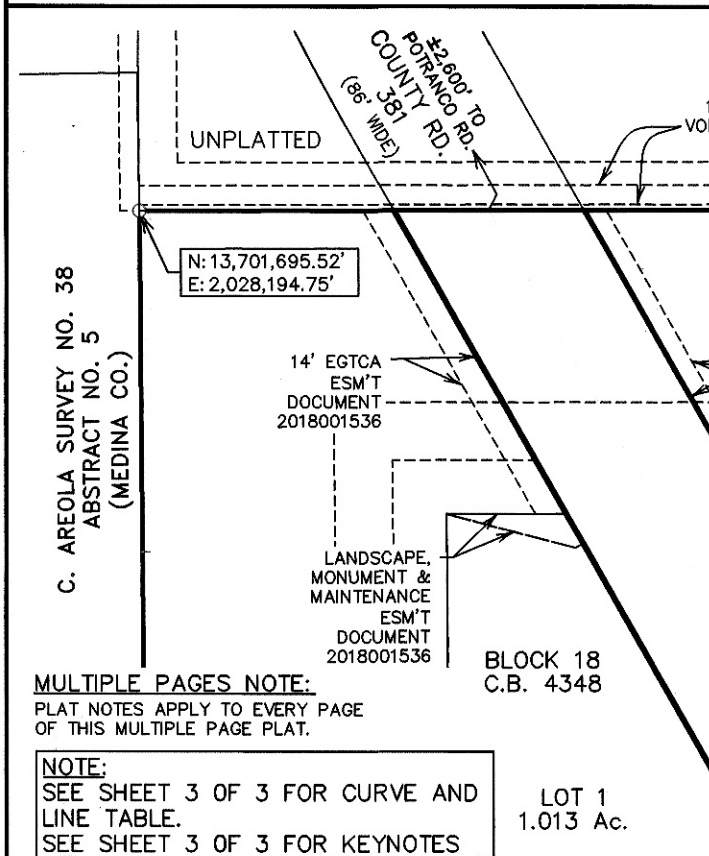 ±2,600' TO
POTRANCO RD.
COUNTY RD.
381
(86' WIDE)
UNPLATTED
1
VO
N: 13,701,695.52'
E: 2,028,194.75'
C. AREOLA SURVEY NO. 38
ABSTRACT NO. 5
(MEDINA CO.)
14' EGTCA
ESM'T
DOCUMENT
2018001536
LANDSCAPE,
MONUMENT &
MAINTENANCE
ESM'T
DOCUMENT
2018001536
BLOCK 18
C.B. 4348
MULTIPLE PAGES NOTE:
PLAT NOTES APPLY TO EVERY PAGE
OF THIS MULTIPLE PAGE PLAT.
NOTE:
SEE SHEET 3 OF 3 FOR CURVE AND
LINE TABLE.
SEE SHEET 3 OF 3 FOR KEYNOTES
LOT 1
1.013 Ac.